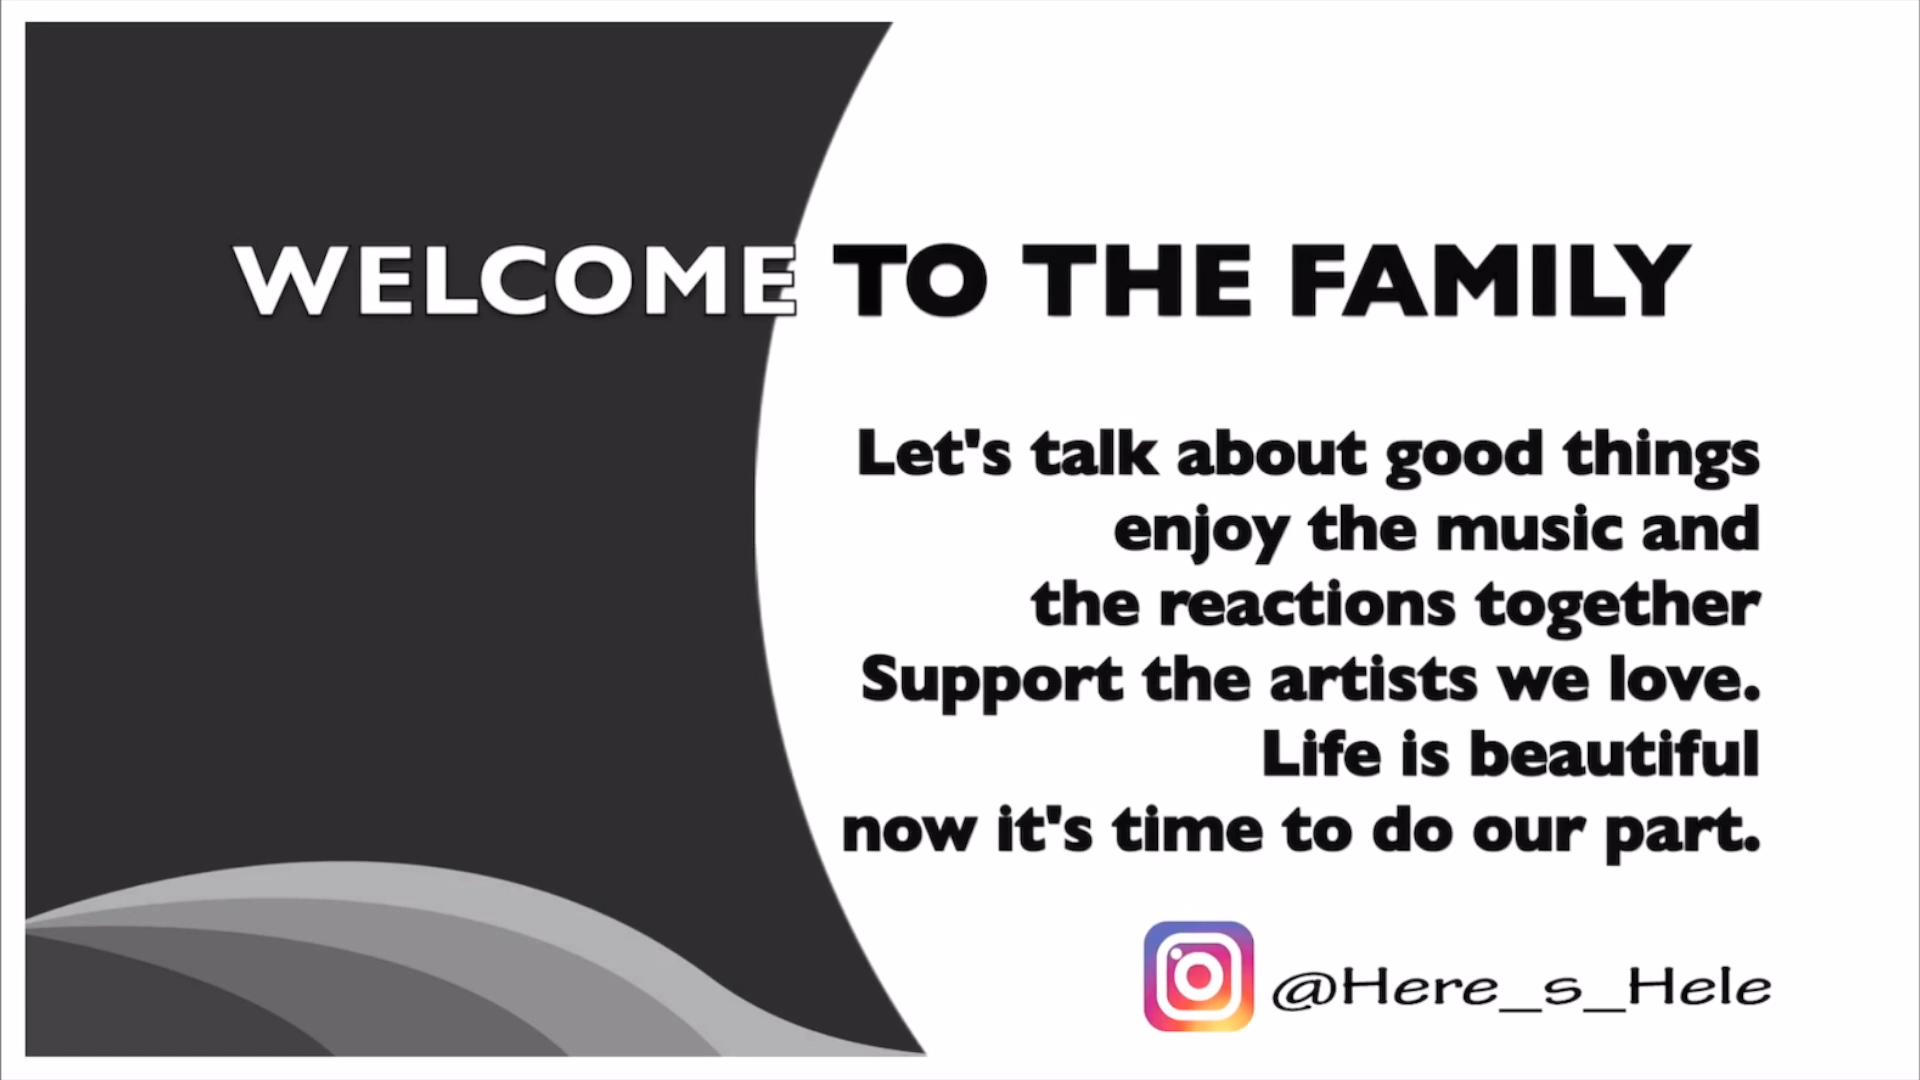 WELCOME TO THE FAMILY
Let's talk about good things
enjoy the music and
the reactions together
Support the artists we love.
Life is beautiful
now it's time to do our part.
@Here_s_Hele